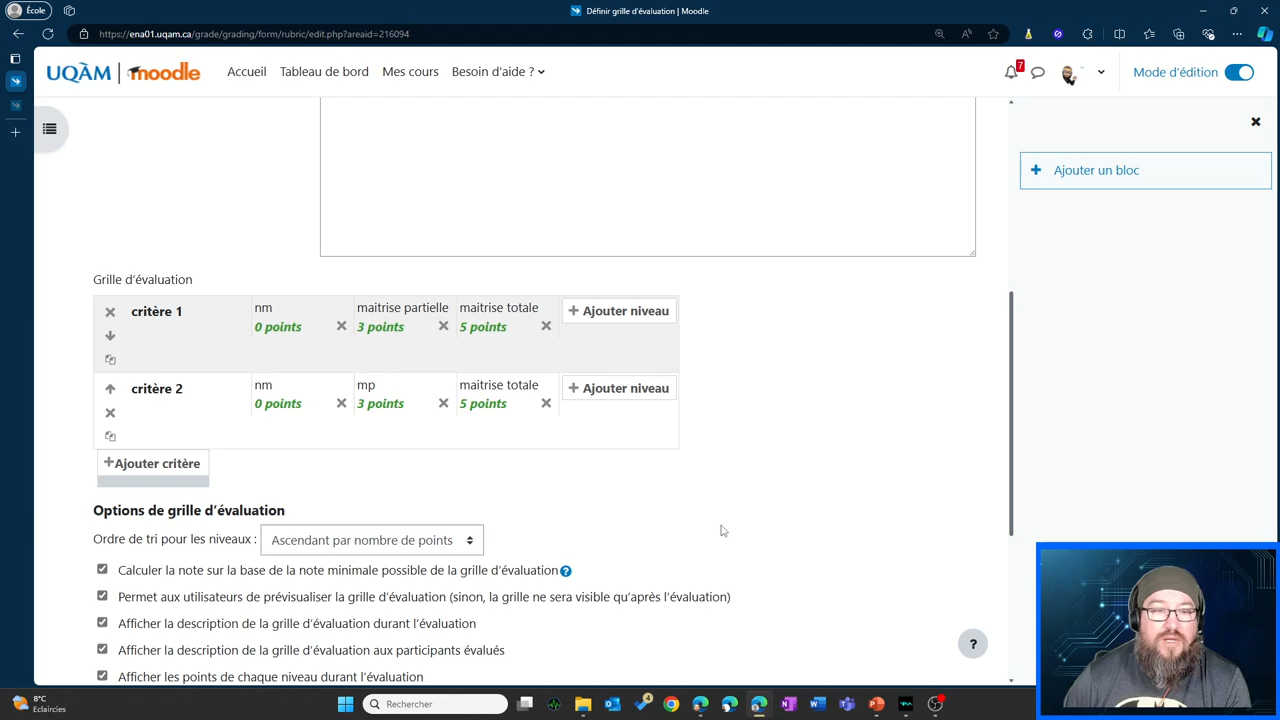 École
Définir grille d'évaluation | Moodle
https://ena01.uqam.ca/grade/grading/form/rubric/edit.php?areaid=216094
UQÀM | moodle
Accueil
Tableau de bord
Mes cours
Besoin d'aide ?
7
Mode d'édition
Ajouter un bloc
Grille d'évaluation
critère 1
nm
0 points
maitrise partielle
3 points
maitrise totale
5 points
Ajouter niveau
critère 2
nm
0 points
mp
3 points
maitrise totale
5 points
Ajouter niveau
Ajouter critère
Options de grille d'évaluation
Ordre de tri pour les niveaux : Ascendant par nombre de points
Calculer la note sur la base de la note minimale possible de la grille d'évaluation ?
Permet aux utilisateurs de prévisualiser la grille d'évaluation (sinon, la grille ne sera visible qu'après l'évaluation)
Afficher la description de la grille d'évaluation durant l'évaluation
Afficher la description de la grille d'évaluation aux participants évalués
Afficher les points de chaque niveau durant l'évaluation
?
8°C
Eclaircies
Rechercher
4